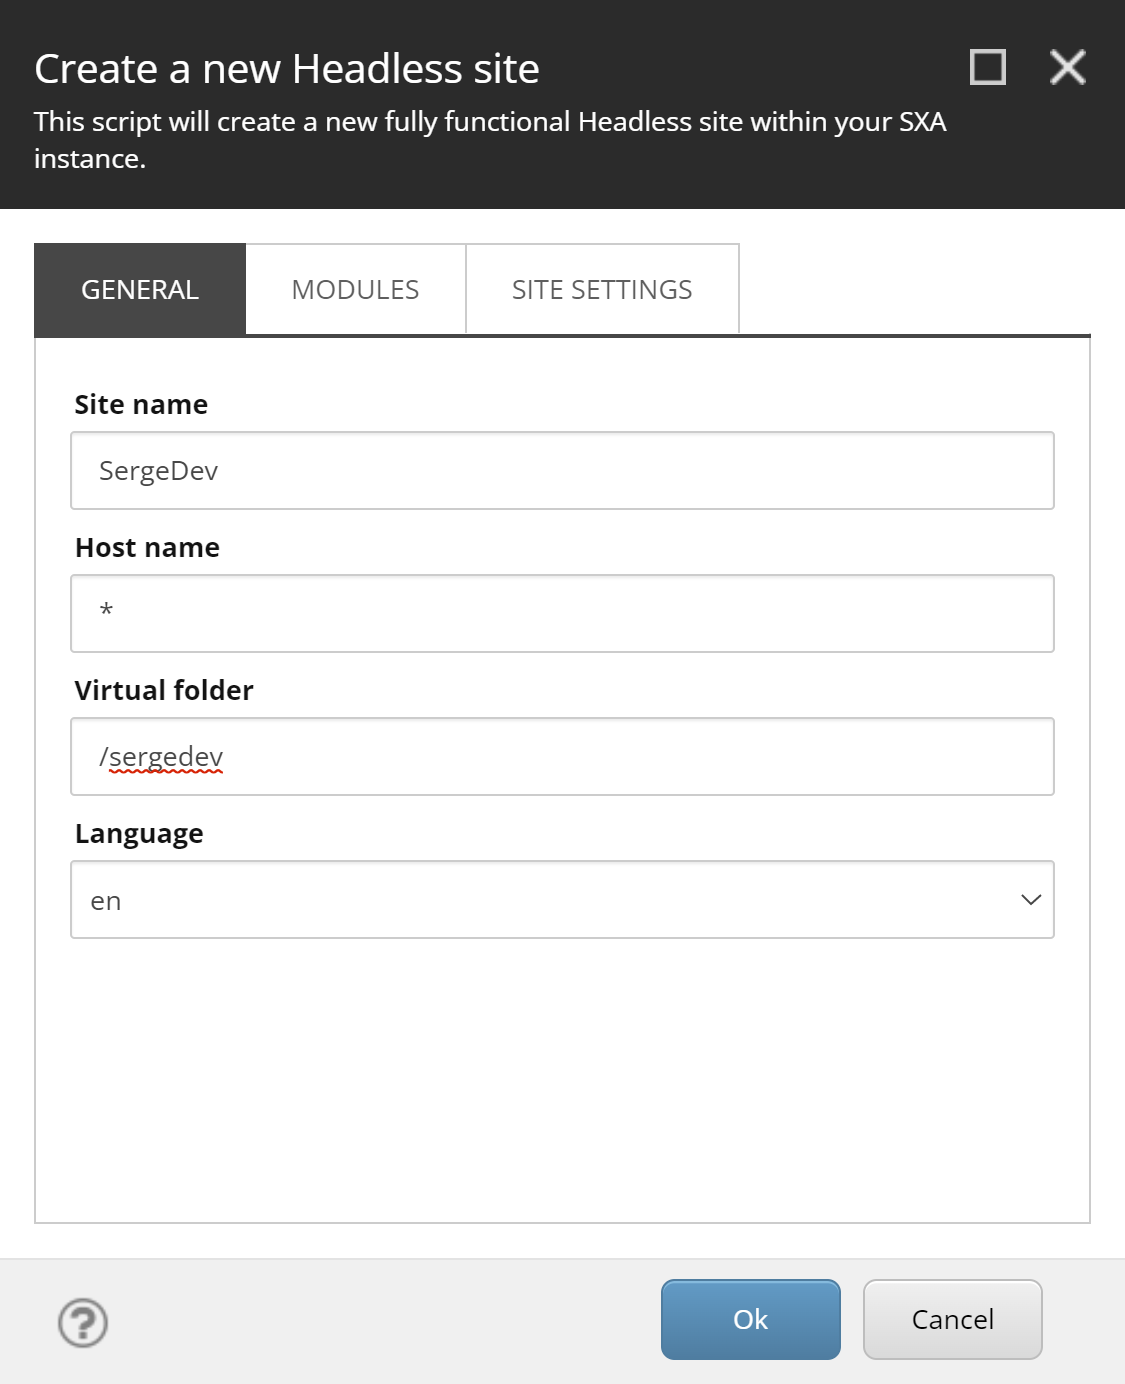 Create a new Headless site
This script will create a new fully functional Headless site within your SXA
instance.
GENERAL
MODULES
SITE SETTINGS
Site name
SergeDev
Host name
*
Virtual folder
/sergedev
Language
en
?
Ok
Cancel